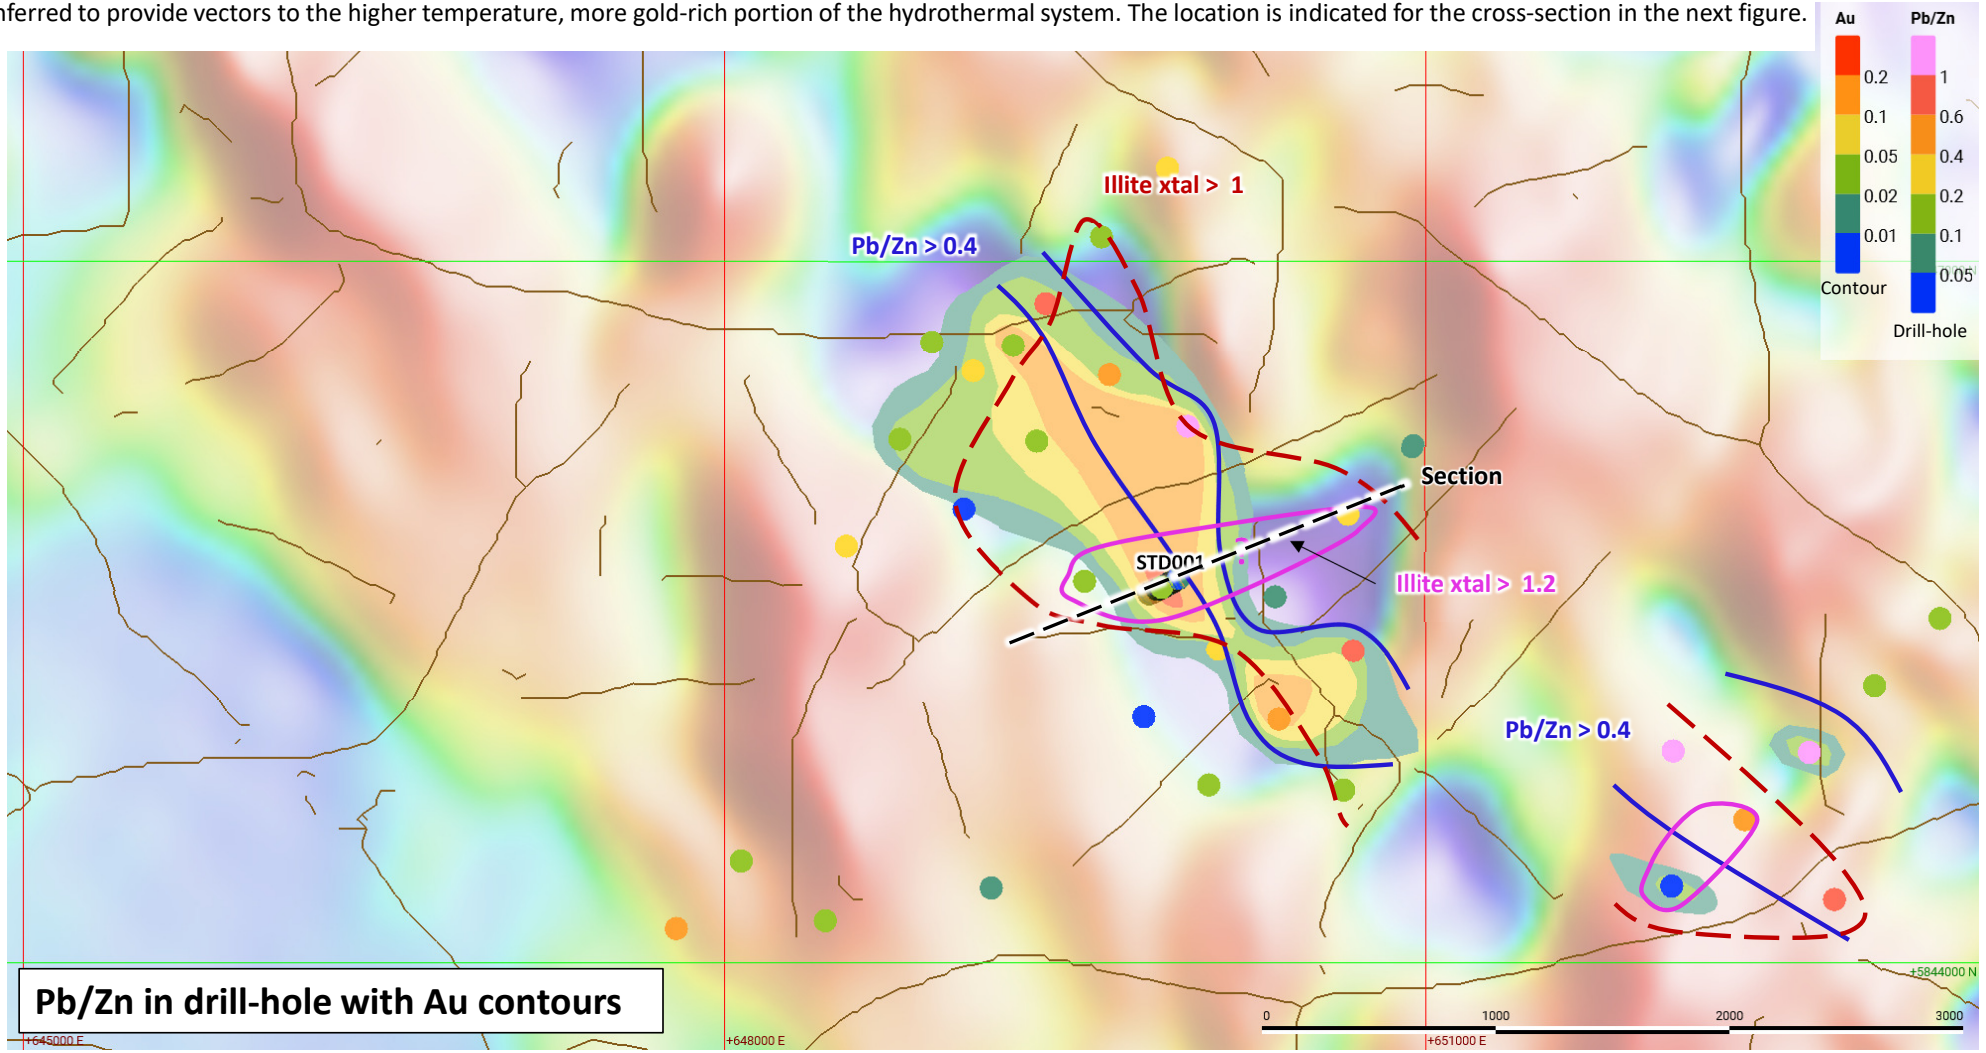 nferred to provide vectors to the higher temperature, more gold-rich portion of the hydrothermal system. The location is indicated for the cross-section in the next figure.
Au Pb/Zn
0.2 1
0.1 0.6
0.05 0.4
0.02 0.2
0.01 0.1
0.05
Contour
Drill-hole
Illite xtal > 1
Pb/Zn > 0.4
Section
STD001
Illite xtal > 1.2
Pb/Zn > 0.4
+5844000 N
Pb/Zn in drill-hole with Au contours
0 1000 2000 3000
+645000 E +648000 E +651000 E